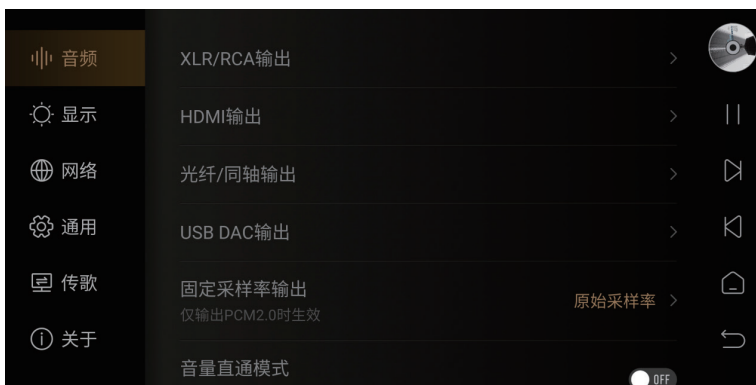 音频
显示
网络
通用
传歌
关于
XLR/RCA输出
HDMI输出
光纤/同轴输出
USB DAC输出
固定采样率输出
仅输出PCM2.0时生效
原始采样率
音量直通模式
OFF